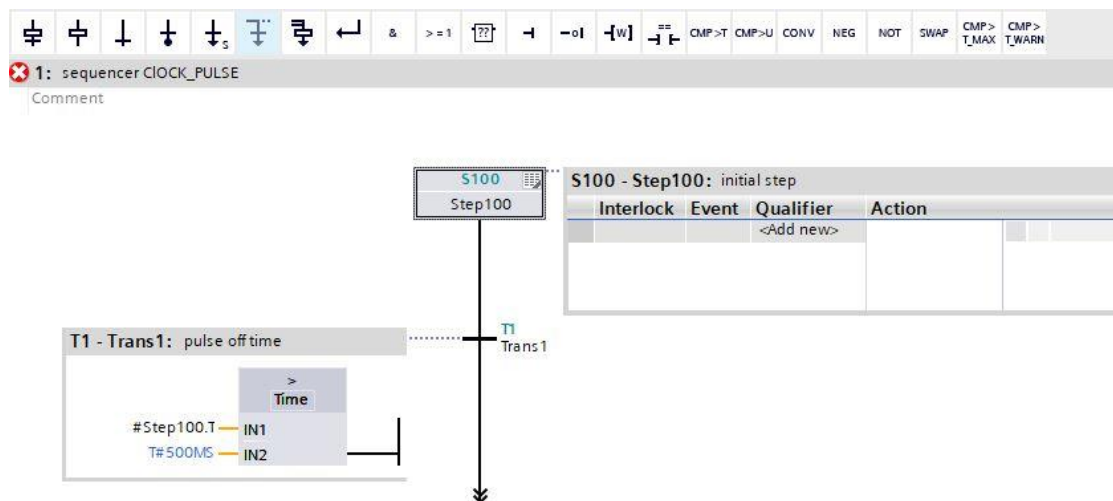 s & >=1 ?? w == CMP>T CMP>U CONV NEG NOT SWAP CMP> T_MAX CMP> T_WARN
1: sequencer ClOCK_PULSE
Comment
S100
Step100
S100 - Step100: initial step
Interlock Event Qualifier Action
<Add new>
T1 - Trans1: pulse off time
T1
Trans1
>
Time
#Step100.T IN1
T#500MS IN2